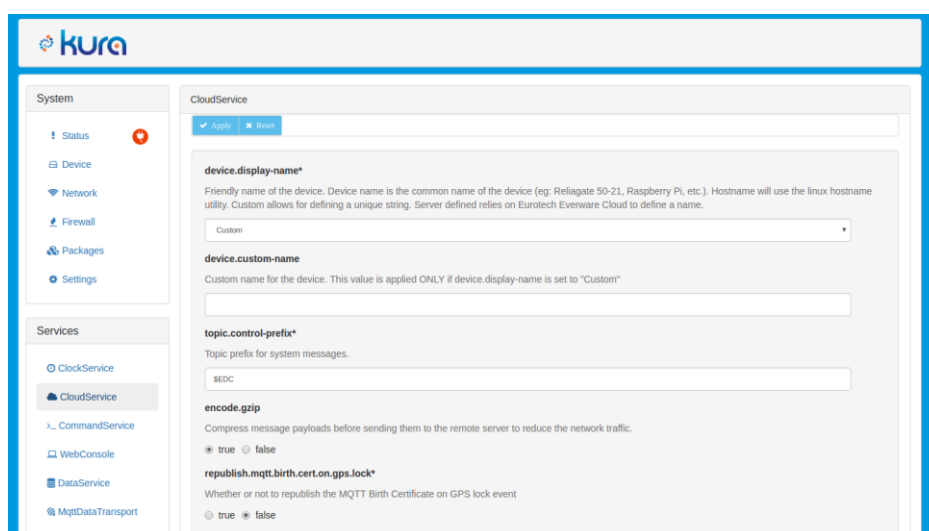 kura
System
Status
Device
Network
Firewall
Packages
Settings
Services
ClockService
CloudService
CommandService
WebConsole
DataService
MqttDataTransport
CloudService
Apply Reset
device.display-name*
Friendly name of the device. Device name is the common name of the device (eg: Reliagate 50-21, Raspberry Pi, etc.). Hostname will use the linux hostname
utility. Custom allows for defining a unique string. Server defined relies on Eurotech Everware Cloud to define a name.
Custom
device.custom-name
Custom name for the device. This value is applied ONLY if device.display-name is set to "Custom"
topic.control-prefix*
Topic prefix for system messages.
$EDC
encode.gzip
Compress message payloads before sending them to the remote server to reduce the network traffic.
true false
republish.mqtt.birth.cert.on.gps.lock*
Whether or not to republish the MQTT Birth Certificate on GPS lock event
true false